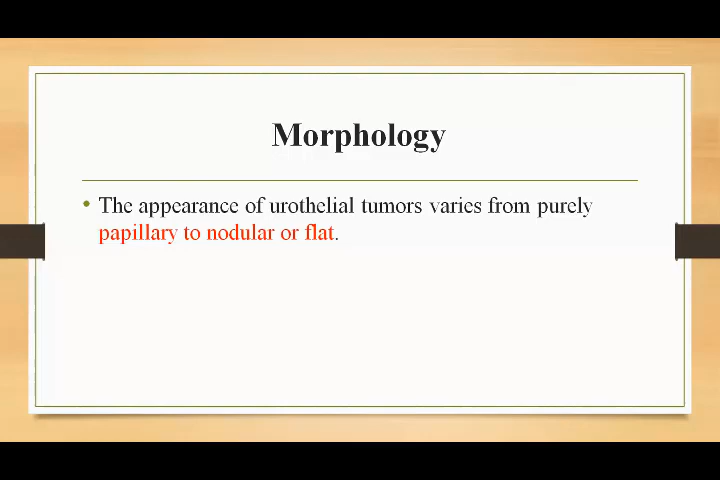 Morphology
• The appearance of urothelial tumors varies from purely
papillary to nodular or flat.